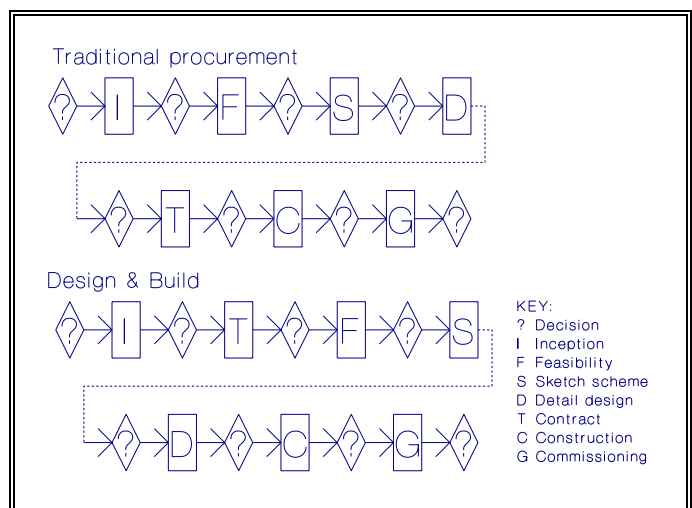 Traditional procurement
? I ? F ? S ? D
? T ? C ? G ?
Design & Build
? I ? T ? F ? S
? D ? C ? G ?
KEY:
? Decision
I Inception
F Feasibility
S Sketch scheme
D Detail design
T Contract
C Construction
G Commissioning